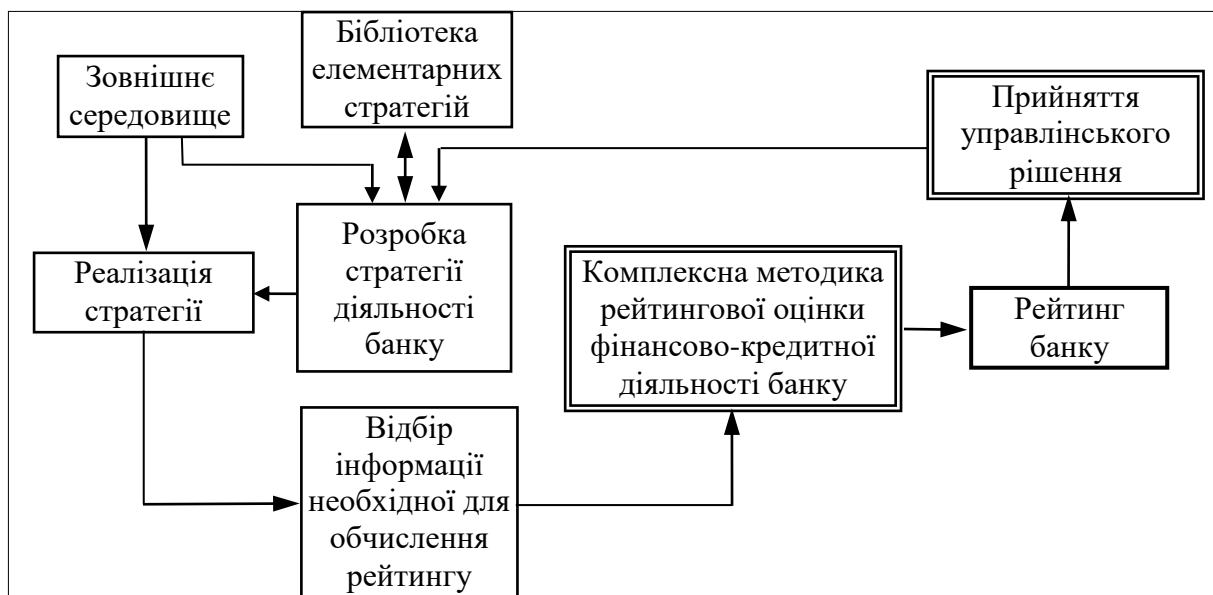 Бібліотека
елементарних
стратегій
Зовнішнє
середовище
Прийняття
управлінського
рішення
Розробка
стратегії
діяльності
банку
Реалізація
стратегії
Комплексна методика
рейтингової оцінки
фінансово-кредитної
діяльності банку
Рейтинг
банку
Відбір
інформації
необхідної для
обчислення
рейтингу